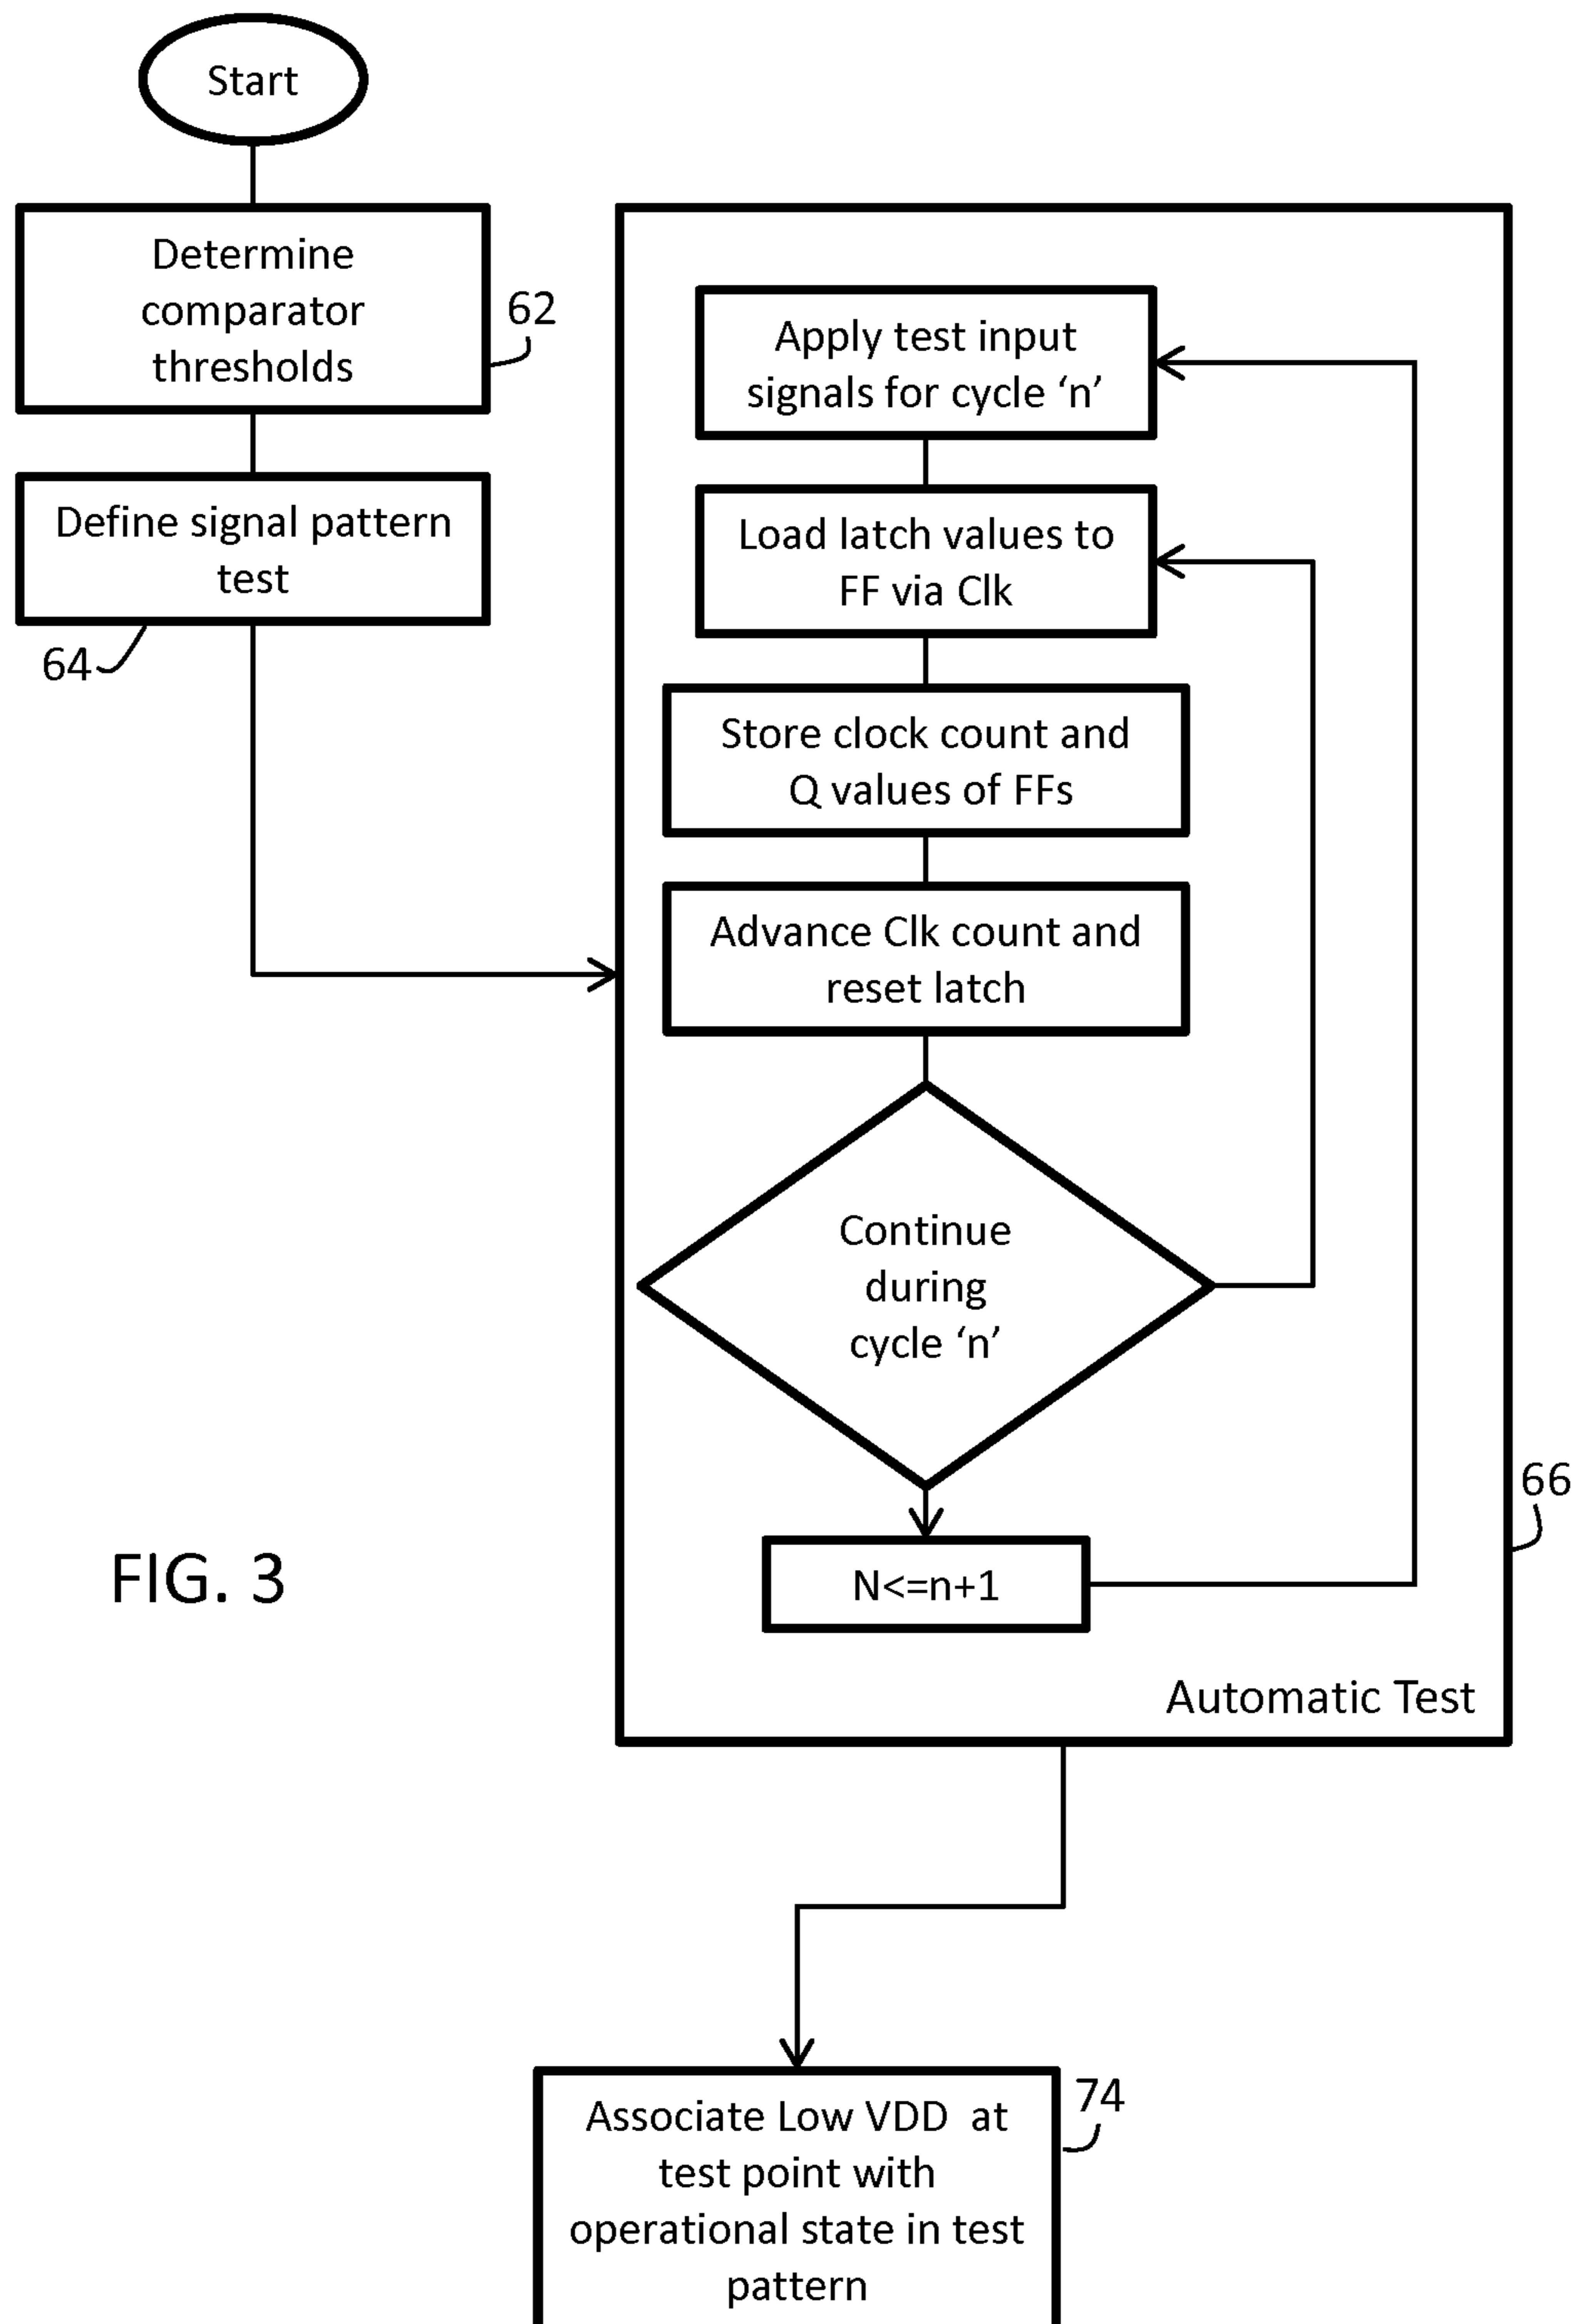 Start
Determine
comparator
thresholds
62
Define signal pattern
test
64
Apply test input
signals for cycle ‘n’
Load latch values to
FF via Clk
Store clock count and
Q values of FFs
Advance Clk count and
reset latch
Continue
during
cycle ‘n’
N<=n+1
66
Automatic Test
FIG. 3
74
Associate Low VDD at
test point with
operational state in test
pattern